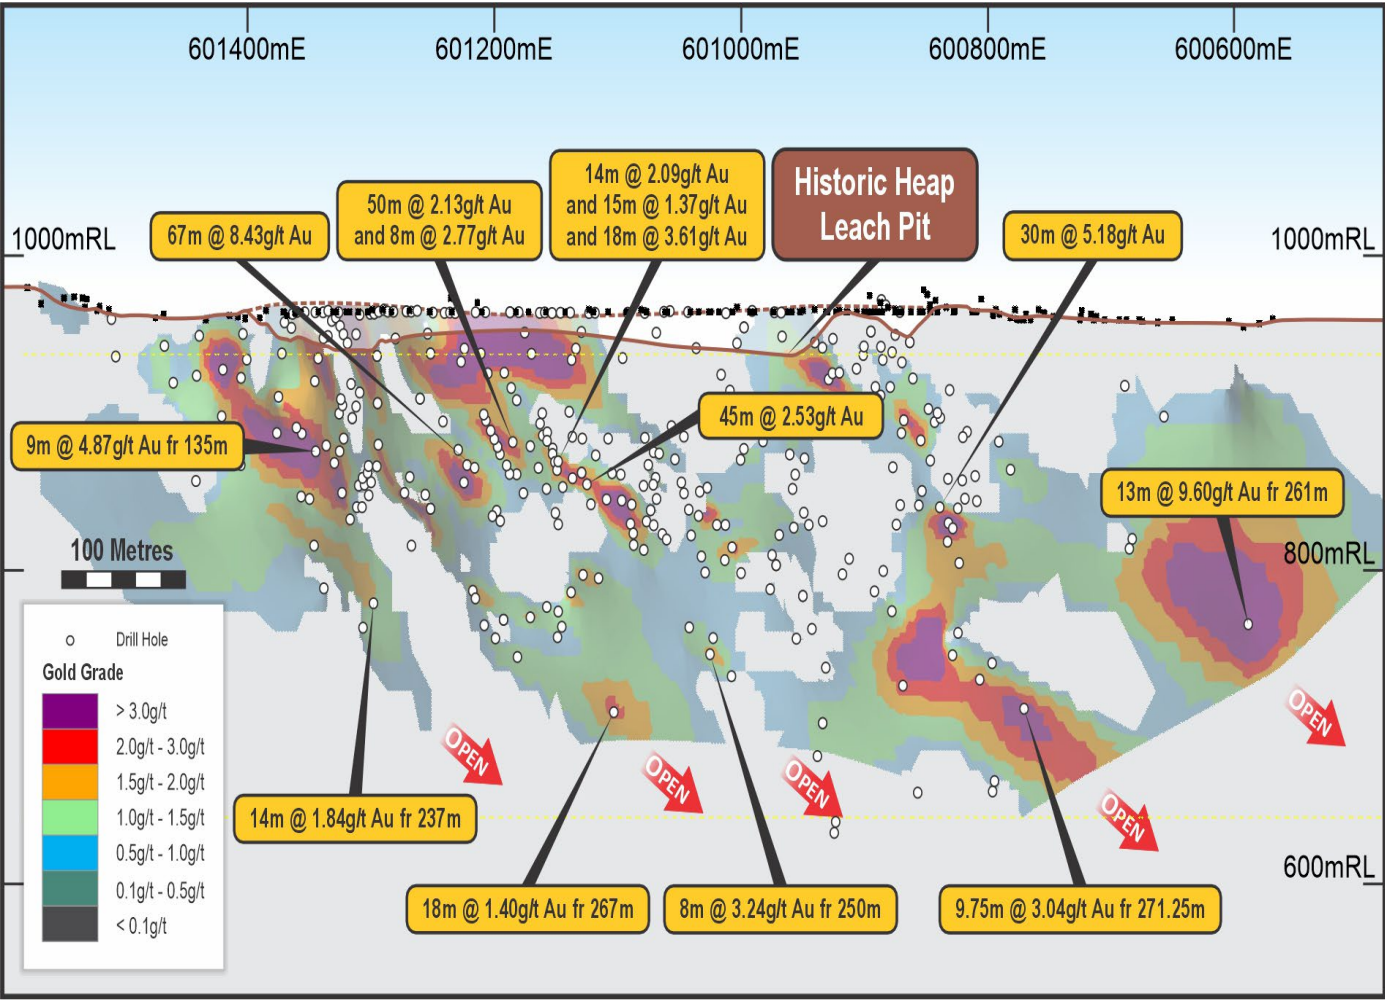 601400mE
601200mE
601000mE
600800mE
600600mE
1000mRL
67m @ 8.43g/t Au
50m @ 2.13g/t Au
and 8m @ 2.77g/t Au
14m @ 2.09g/t Au
and 15m @ 1.37g/t Au
and 18m @ 3.61g/t Au
Historic Heap
Leach Pit
30m @ 5.18g/t Au
1000mRL
45m @ 2.53g/t Au
9m @ 4.87g/t Au fr 135m
13m @ 9.60g/t Au fr 261m
100 Metres
800mRL
Drill Hole
Gold Grade
> 3.0g/t
2.0g/t - 3.0g/t
1.5g/t - 2.0g/t
1.0g/t - 1.5g/t
0.5g/t - 1.0g/t
0.1g/t - 0.5g/t
< 0.1g/t
OPEN
OPEN
OPEN
OPEN
OPEN
14m @ 1.84g/t Au fr 237m
600mRL
18m @ 1.40g/t Au fr 267m
8m @ 3.24g/t Au fr 250m
9.75m @ 3.04g/t Au fr 271.25m